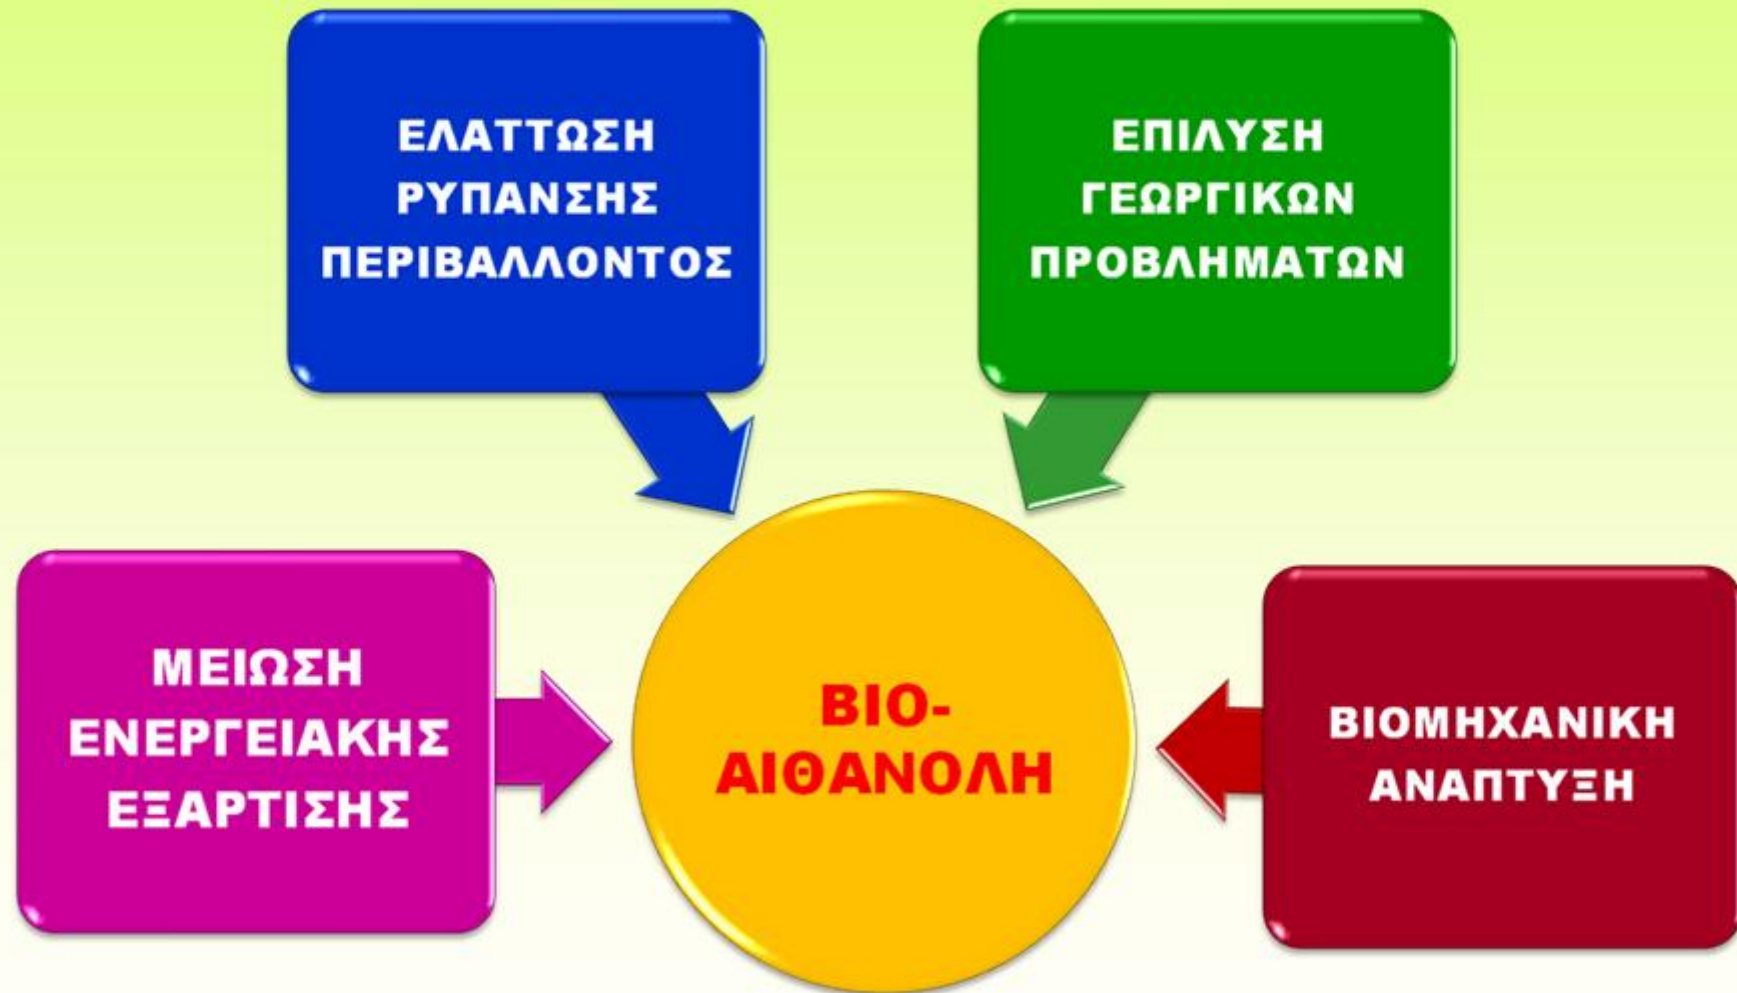 ΕΛΑΤΤΩΣΗ
ΡΥΠΑΝΣΗΣ
ΠΕΡΙΒΑΛΛΟΝΤΟΣ
ΕΠΙΛΥΣΗ
ΓΕΩΡΓΙΚΩΝ
ΠΡΟΒΛΗΜΑΤΩΝ
ΜΕΙΩΣΗ
ΕΝΕΡΓΕΙΑΚΗΣ
ΕΞΑΡΤΙΣΗΣ
ΒΙΟ-
ΑΙΘΑΝΟΛΗ
ΒΙΟΜΗΧΑΝΙΚΗ
ΑΝΑΠΤΥΞΗ